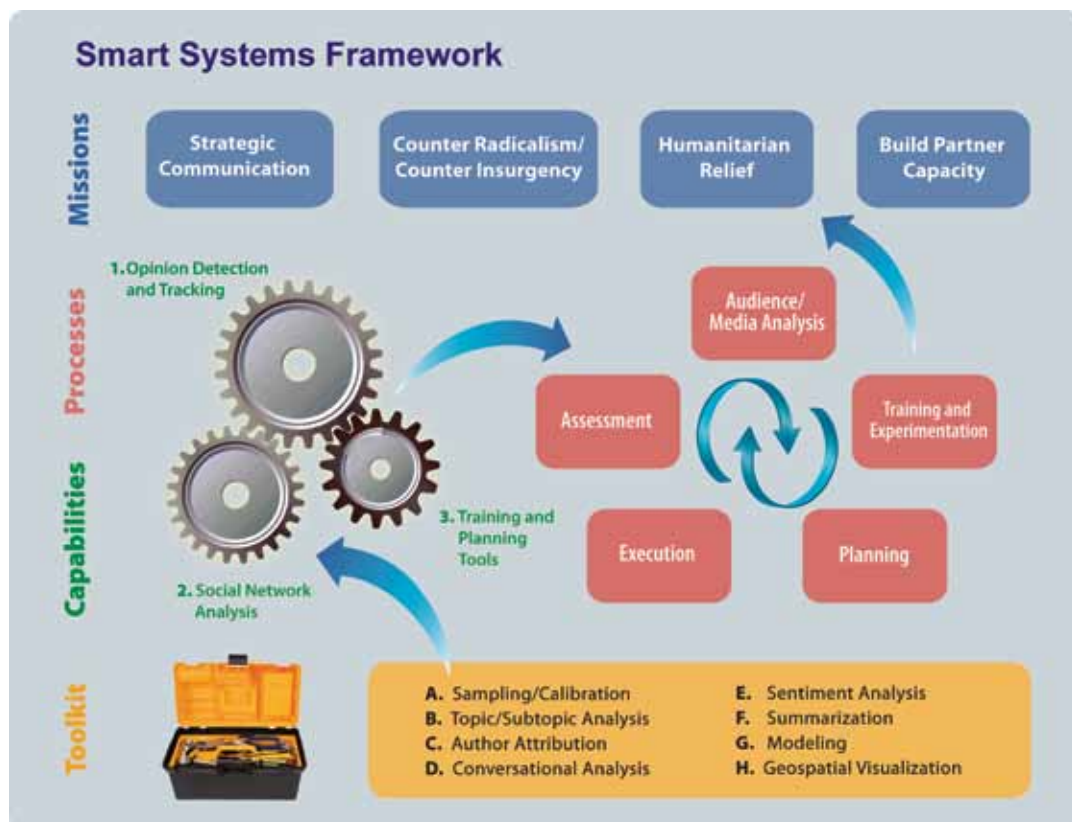 Smart Systems Framework
Missions
Strategic
Communication
Counter Radicalism/
Counter Insurgency
Humanitarian
Relief
Build Partner
Capacity
Processes
Capabilities
1. Opinion Detection
and Tracking
2. Social Network
Analysis
3. Training and
Planning
Tools
Audience/
Media Analysis
Assessment
Training and
Experimentation
Execution
Planning
Toolkit
A. Sampling/Calibration
B. Topic/Subtopic Analysis
C. Author Attribution
D. Conversational Analysis
E. Sentiment Analysis
F. Summarization
G. Modeling
H. Geospatial Visualization